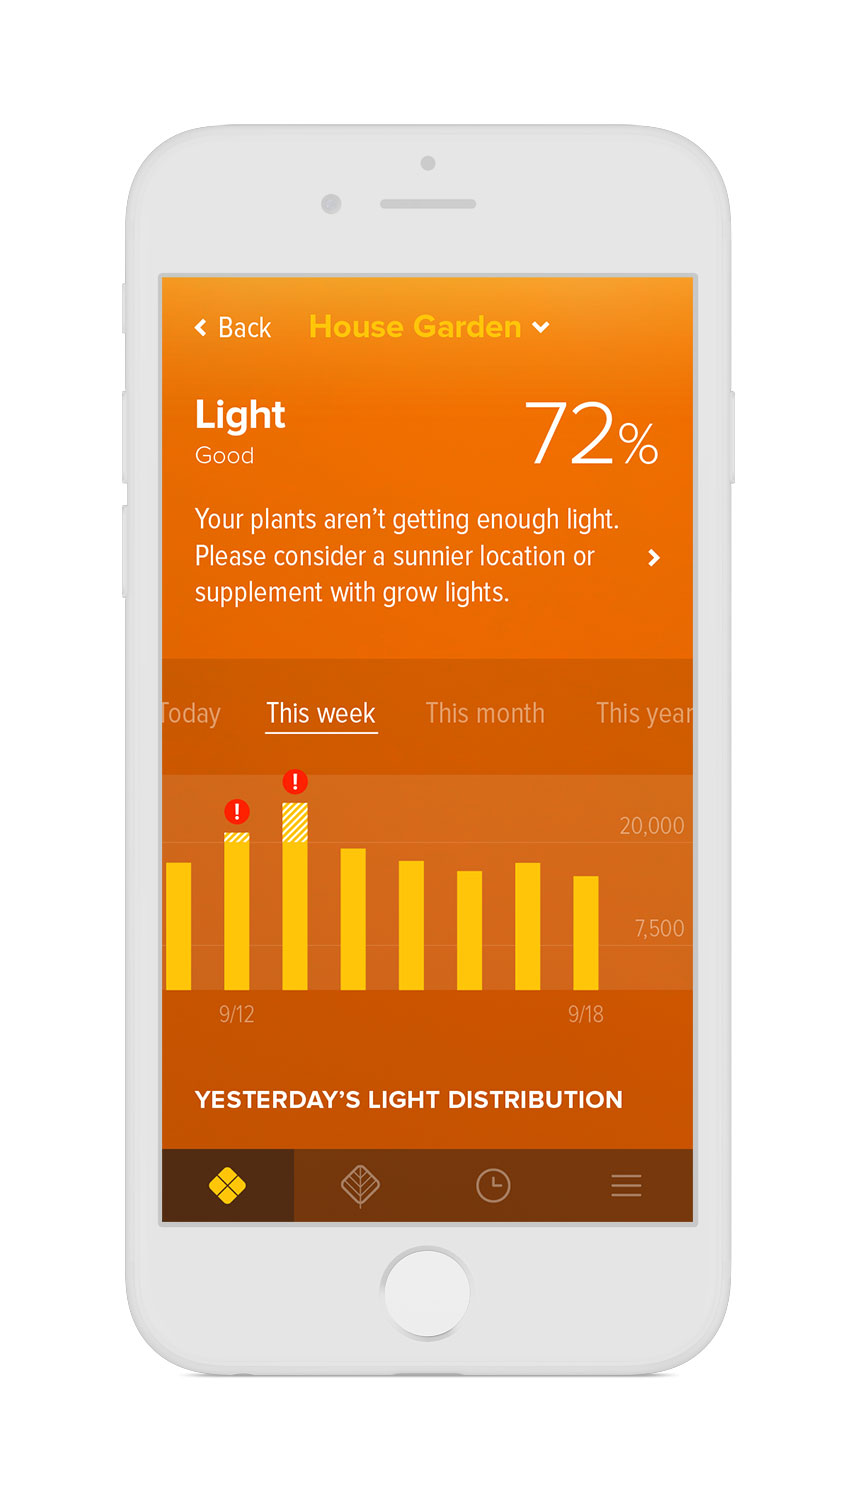 Back House Garden
Light
Good
72%
Your plants aren’t getting enough light.
Please consider a sunnier location or
supplement with grow lights.
Today This week This month This year
! !
20,000
7,500
9/12 9/18
YESTERDAY’S LIGHT DISTRIBUTION